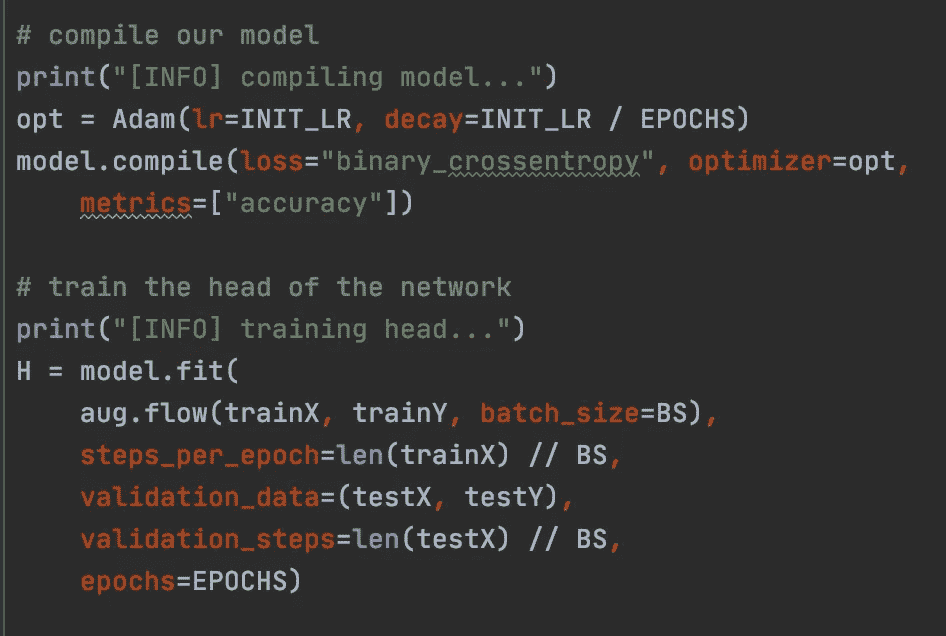 # compile our model
print("[INFO] compiling model...")
opt = Adam(lr=INIT_LR, decay=INIT_LR / EPOCHS)
model.compile(loss="binary_crossentropy", optimizer=opt,
    metrics=["accuracy"])

# train the head of the network
print("[INFO] training head...")
H = model.fit(
    aug.flow(trainX, trainY, batch_size=BS),
    steps_per_epoch=len(trainX) // BS,
    validation_data=(testX, testY),
    validation_steps=len(testX) // BS,
    epochs=EPOCHS)